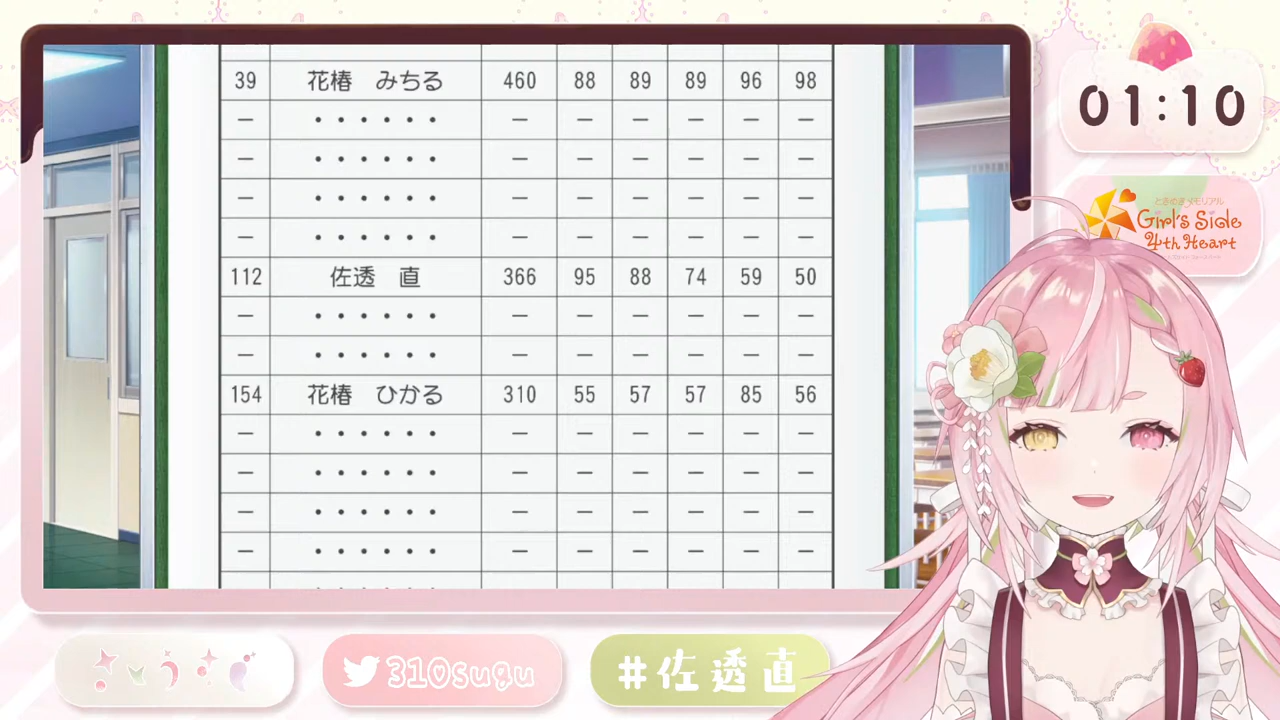 39 花椿 みちる 460 88 89 89 96 98
— ・・・・・・ — — — — — —
— ・・・・・・ — — — — — —
— ・・・・・・ — — — — — —
— ・・・・・・ — — — — — —
112 佐透 直 366 95 88 74 59 50
— ・・・・・・ — — — — — —
— ・・・・・・ — — — — — —
154 花椿 ひかる 310 55 57 57 85 56
— ・・・・・・ — — — — — —
— ・・・・・・ — — — — — —
— ・・・・・・ — — — — — —
— ・・・・・・ — — — — — —
01:10
ときめきメモリアル
Girl's Side
4th Heart
310sugu
#佐透直